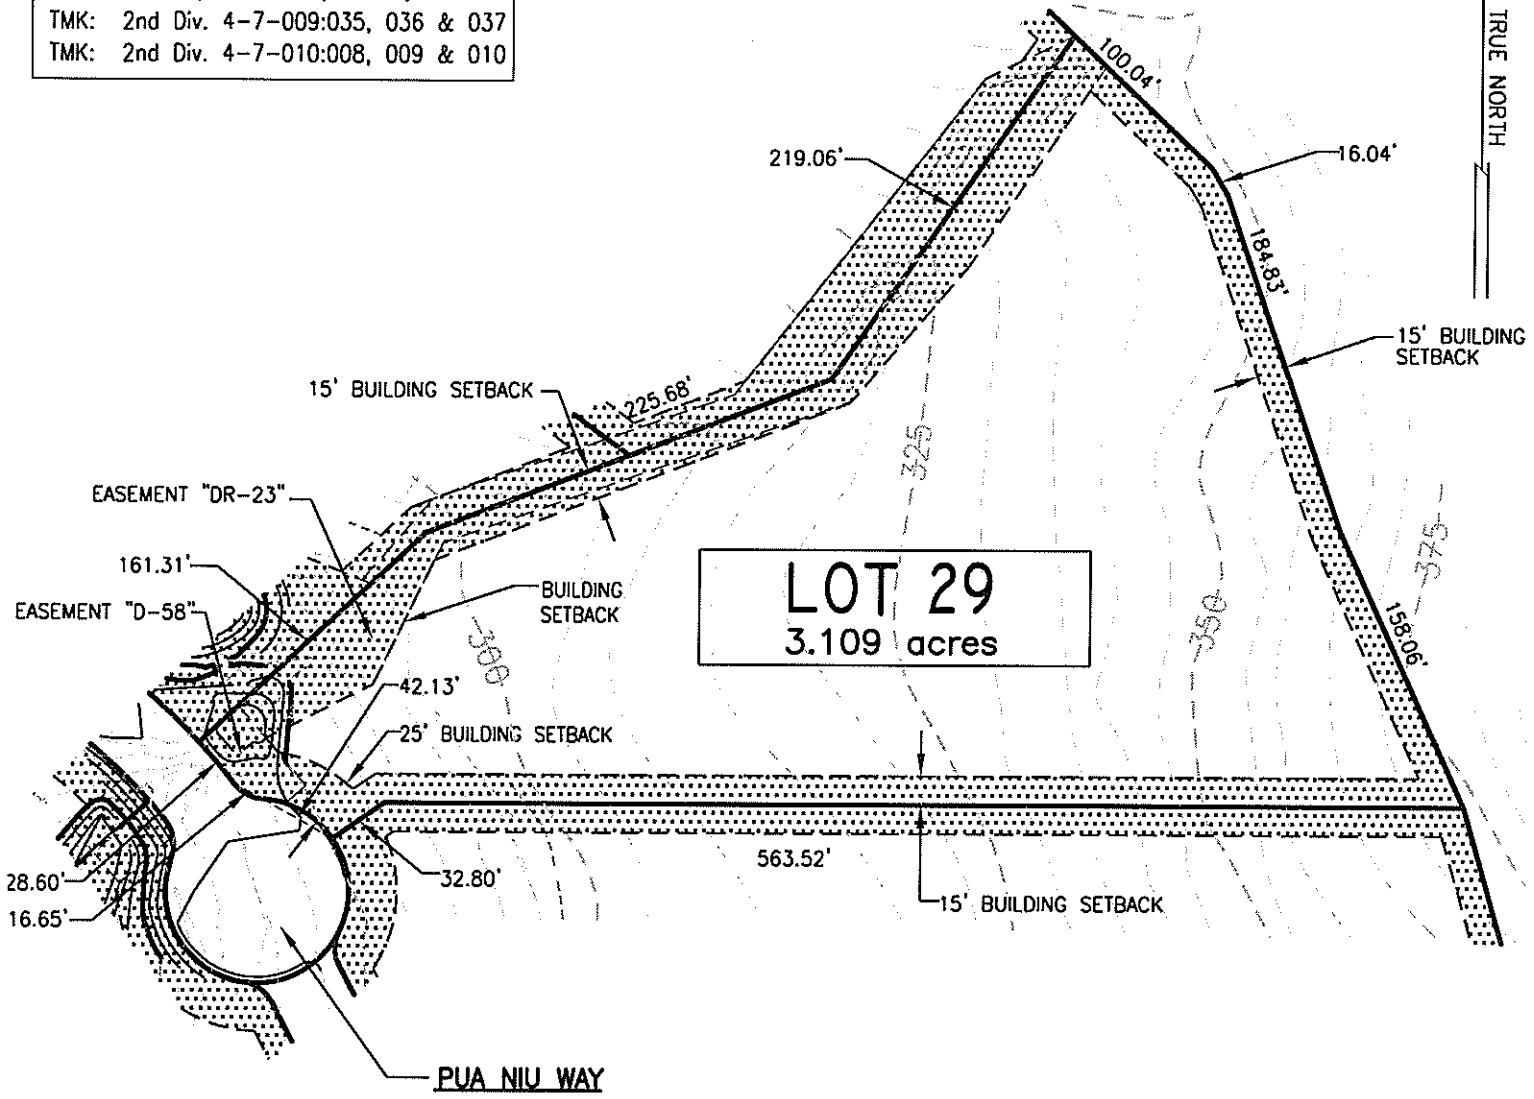 TMK: 2nd Div. 4-7-009:035, 036 & 037
TMK: 2nd Div. 4-7-010:008, 009 & 010
TRUE NORTH
100.04'
219.06'
16.04'
184.83'
15' BUILDING
SETBACK
15' BUILDING SETBACK
225.68'
325
EASEMENT "DR-23"
375
161.31'
LOT 29
3.109 acres
BUILDING
SETBACK
EASEMENT "D-58"
300
350
158.06'
42.13'
25' BUILDING SETBACK
563.52'
28.60'
32.80'
16.65'
15' BUILDING SETBACK
PUA NIU WAY